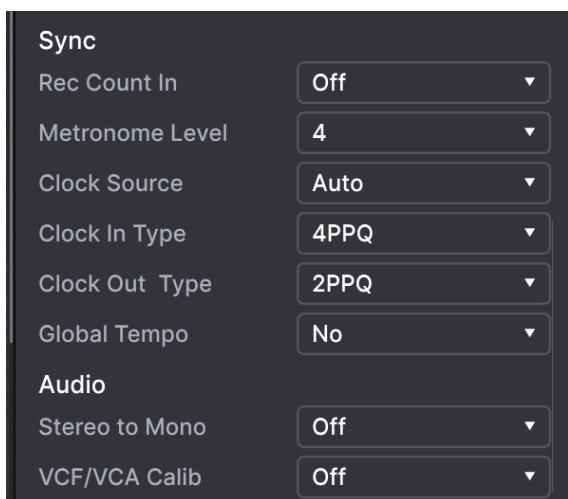 Sync
Rec Count In Off
Metronome Level 4
Clock Source Auto
Clock In Type 4PPQ
Clock Out Type 2PPQ
Global Tempo No
Audio
Stereo to Mono Off
VCF/VCA Calib Off